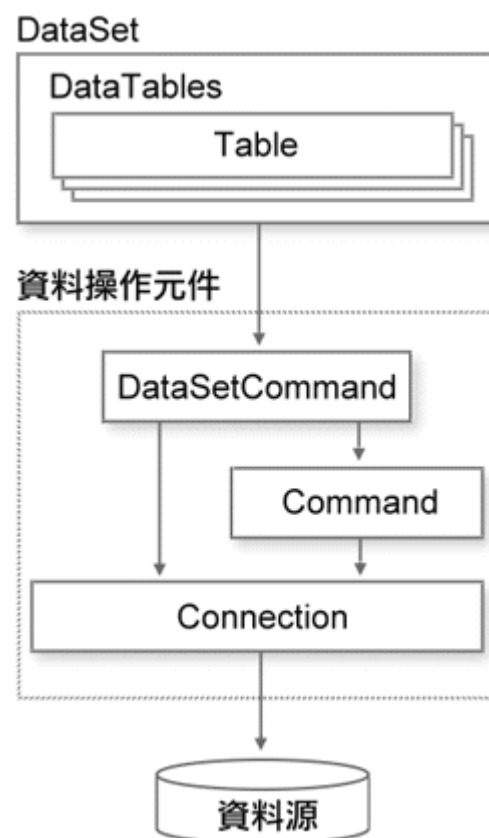 DataSet
DataTables
Table
資料操作元件
DataSetCommand
Command
Connection
資料源